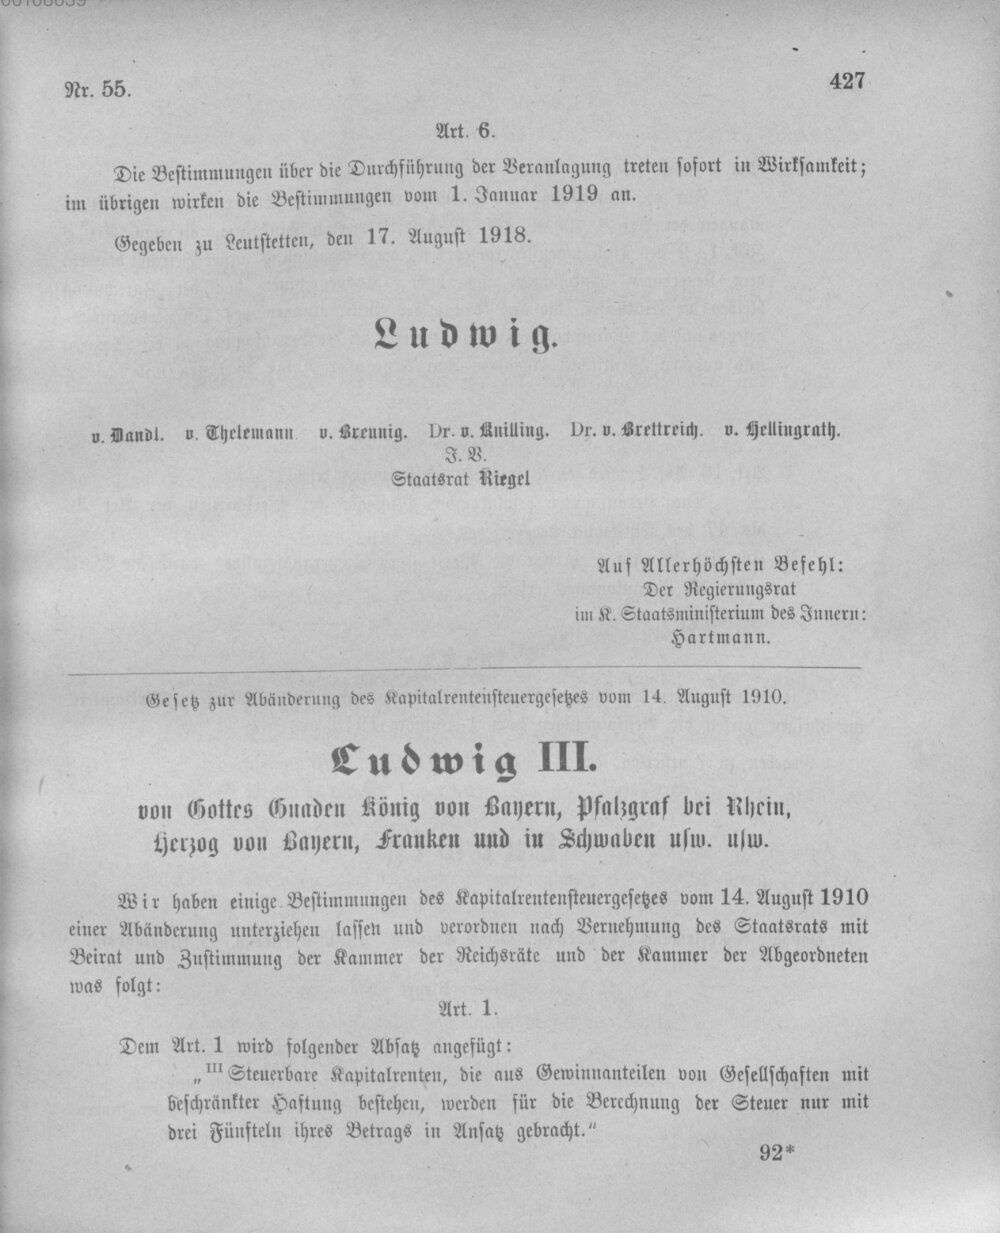 00108639
Nr. 55.
427
Art. 6.
Die Bestimmungen über die Durchführung der Veranlagung treten sofort in Wirksamkeit;
im übrigen wirken die Bestimmungen vom 1. Januar 1919 an.
Gegeben zu Leutstetten, den 17. August 1918.
Ludwig.
v. Dandl. v. Thelemann v. Breunig. Dr. v. Knilling. Dr. v. Brettreich. v. Hellingrath.
J. V.
Staatsrat Riegel
Auf Allerhöchsten Befehl:
Der Regierungsrat
im K. Staatsministerium des Innern:
Hartmann.
Gesetz zur Abänderung des Kapitalrentensteuergesetzes vom 14. August 1910.
Ludwig III.
von Gottes Gnaden König von Bayern, Pfalzgraf bei Rhein,
Herzog von Bayern, Franken und in Schwaben usw. usw.
Wir haben einige Bestimmungen des Kapitalrentensteuergesetzes vom 14. August 1910
einer Abänderung unterziehen lassen und verordnen nach Vernehmung des Staatsrats mit
Beirat und Zustimmung der Kammer der Reichsräte und der Kammer der Abgeordneten
was folgt:
Art. 1.
Dem Art. 1 wird folgender Absatz angefügt:
„III Steuerbare Kapitalrenten, die aus Gewinnanteilen von Gesellschaften mit
beschränkter Haftung bestehen, werden für die Berechnung der Steuer nur mit
drei Fünfteln ihres Betrags in Ansatz gebracht.“
92*